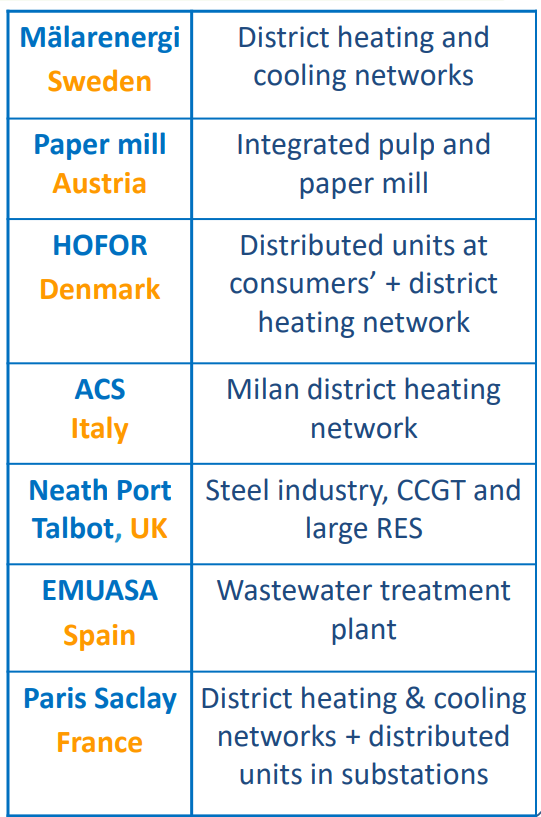 Mälarenergi
Sweden
District heating and
cooling networks
Paper mill
Austria
Integrated pulp and
paper mill
HOFOR
Denmark
Distributed units at
consumers’ + district
heating network
ACS
Italy
Milan district heating
network
Neath Port
Talbot, UK
Steel industry, CCGT and
large RES
EMUASA
Spain
Wastewater treatment
plant
Paris Saclay
France
District heating & cooling
networks + distributed
units in substations